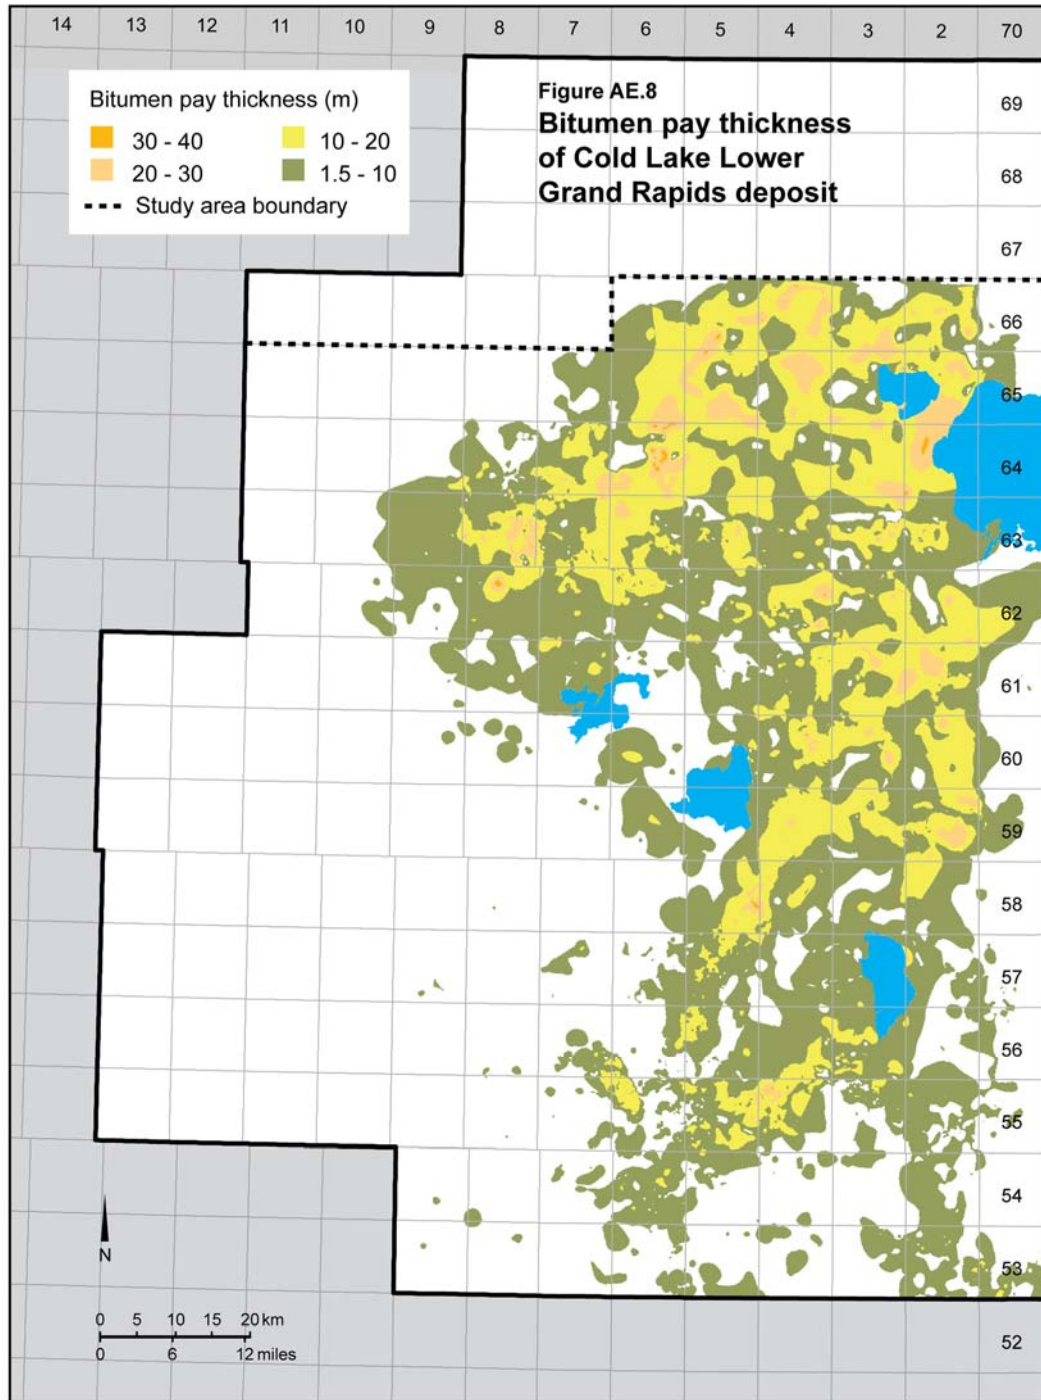 14 13 12 11 10 9 8 7 6 5 4 3 2 70
Figure AE.8
Bitumen pay thickness
of Cold Lake Lower
Grand Rapids deposit
Bitumen pay thickness (m)
30 - 40 10 - 20
20 - 30 1.5 - 10
Study area boundary
69
68
67
66
65
64
63
62
61
60
59
58
57
56
55
54
53
52
N
0 5 10 15 20 km
0 6 12 miles